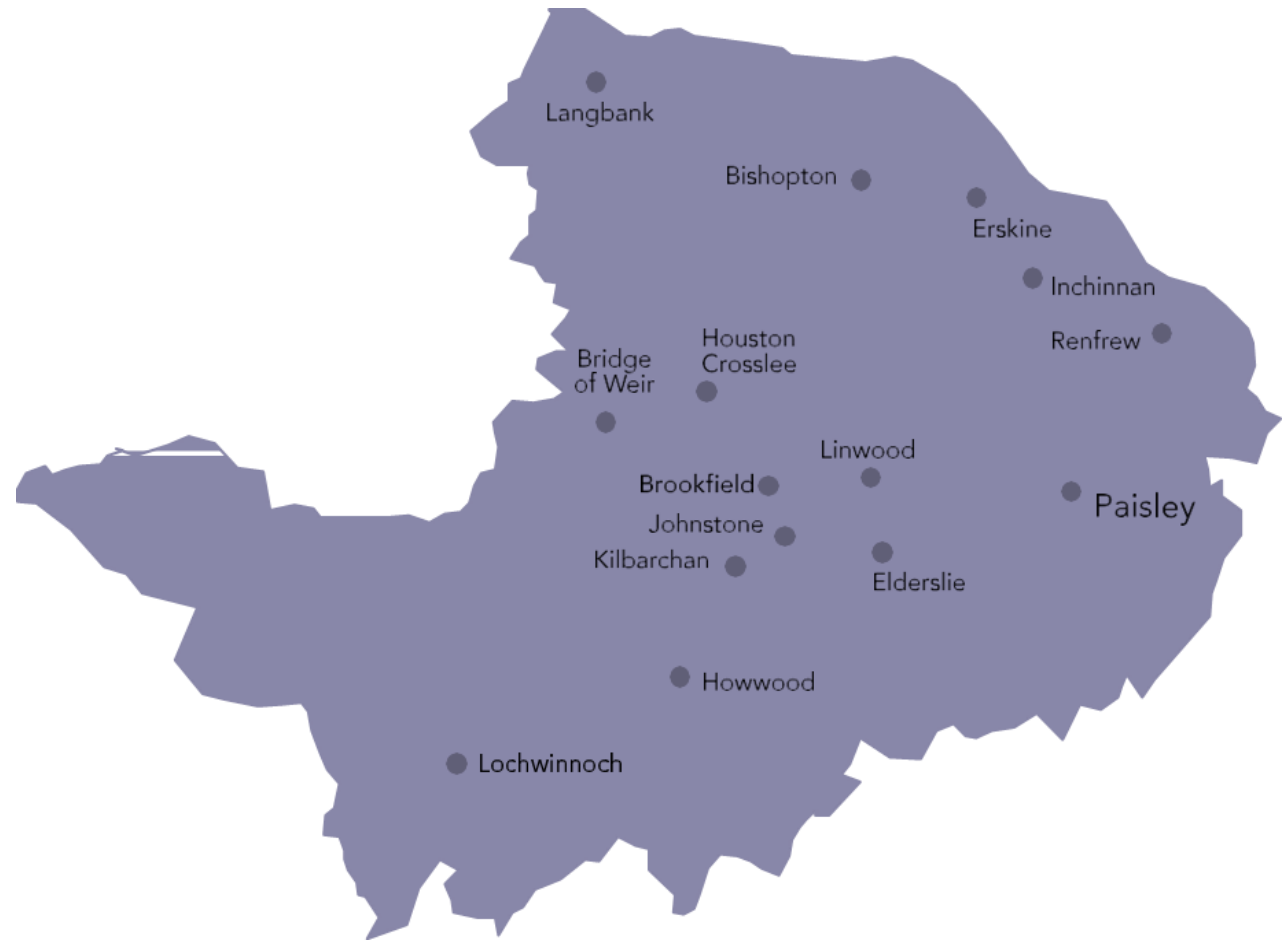 Langbank
Bishopton
Erskine
Inchinnan
Renfrew
Houston
Crosslee
Bridge
of Weir
Linwood
Brookfield
Paisley
Johnstone
Kilbarchan
Elderslie
Howwood
Lochwinnoch